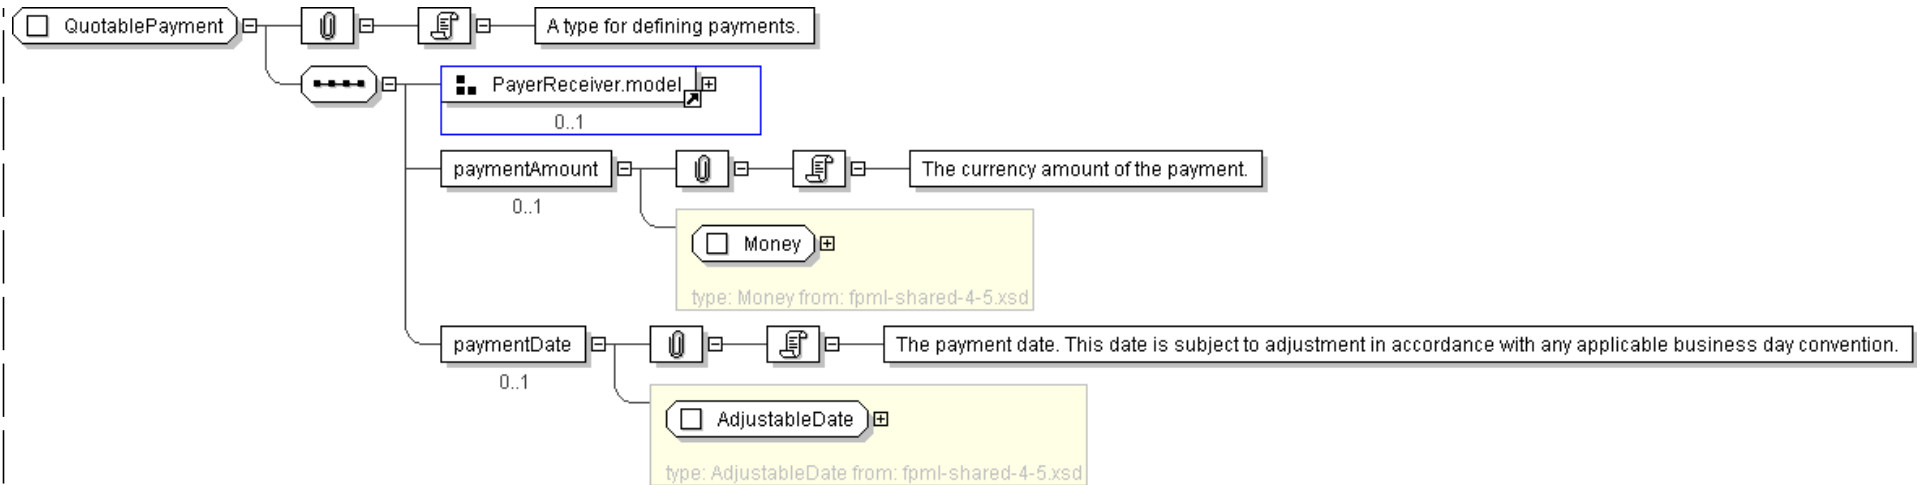 QuotablePayment
A type for defining payments.
PayerReceiver.model
0..1
paymentAmount
The currency amount of the payment.
0..1
Money
type: Money from: fpml-shared-4-5.xsd
paymentDate
The payment date. This date is subject to adjustment in accordance with any applicable business day convention.
0..1
AdjustableDate
type: AdjustableDate from: fpml-shared-4-5.xsd